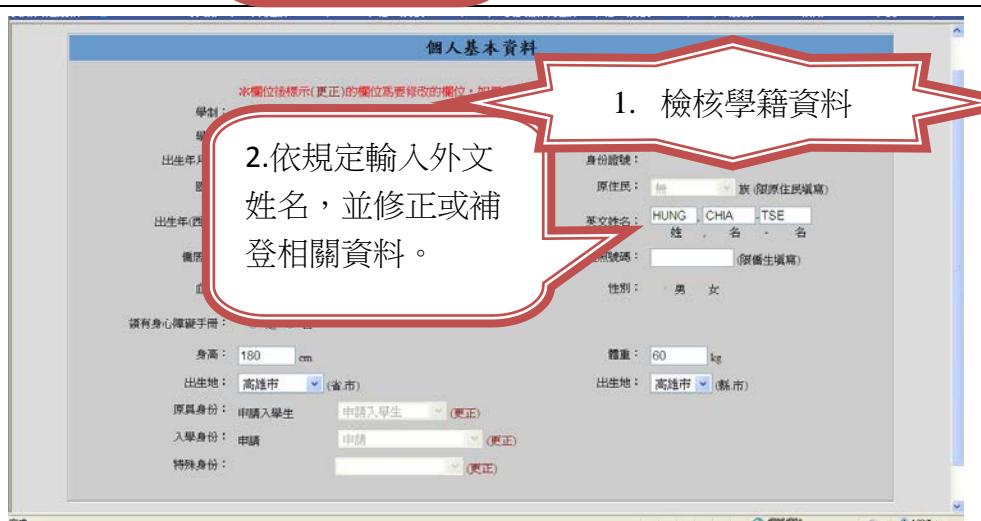 個人基本資料
※欄位後標示(更正)的欄位為要修改的欄位，
1. 檢核學籍資料
學制：
2.依規定輸入外文
姓名，並修正或補
登相關資料。
出生年月
身份證號：
原住民： 無 族 (限原住民填寫)
出生年(西
英文姓名： HUNG , CHIA - TSE
姓 , 名 - 名
僑居
號碼： (限僑生填寫)
性別： 男 女
領有身心障礙手冊：
身高： 180 cm
體重： 60 kg
出生地： 高雄市 (省.市)
出生地： 高雄市 (縣.市)
原具身份： 申請入學生 申請入學生 (更正)
入學身份： 申請 申請 (更正)
特殊身份： (更正)